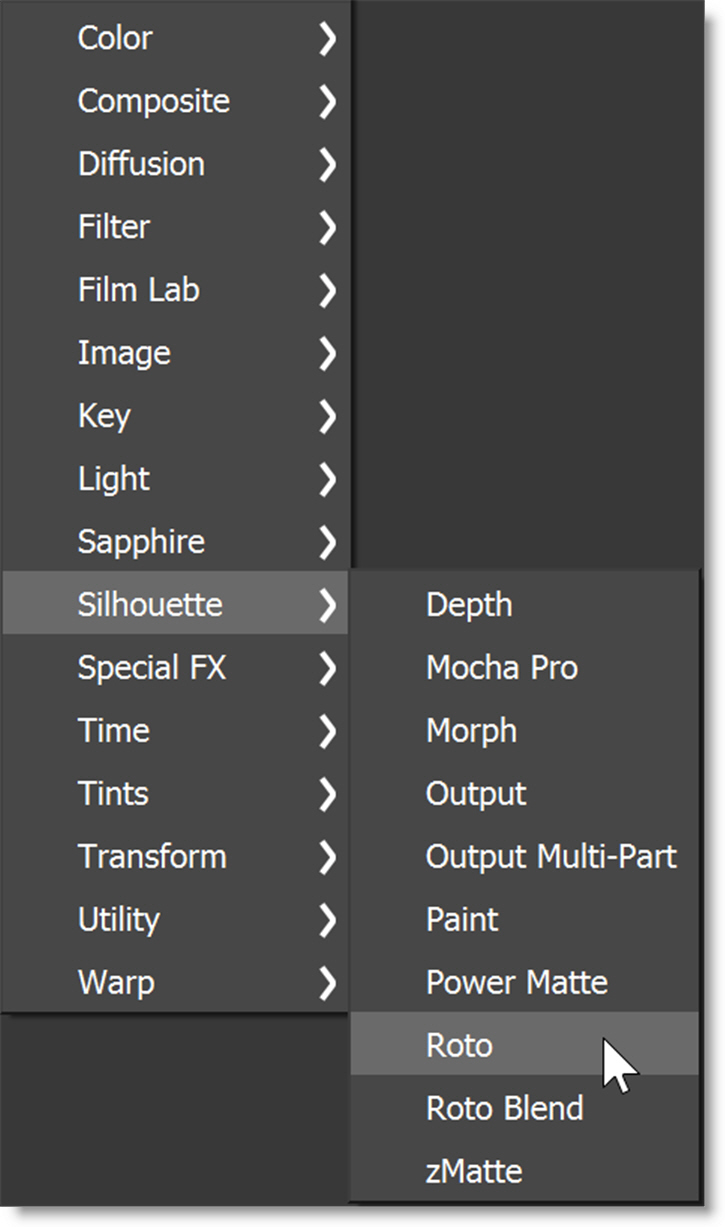 Color
Composite
Diffusion
Filter
Film Lab
Image
Key
Light
Sapphire
Silhouette
Special FX
Time
Tints
Transform
Utility
Warp
Depth
Mocha Pro
Morph
Output
Output Multi-Part
Paint
Power Matte
Roto
Roto Blend
zMatte